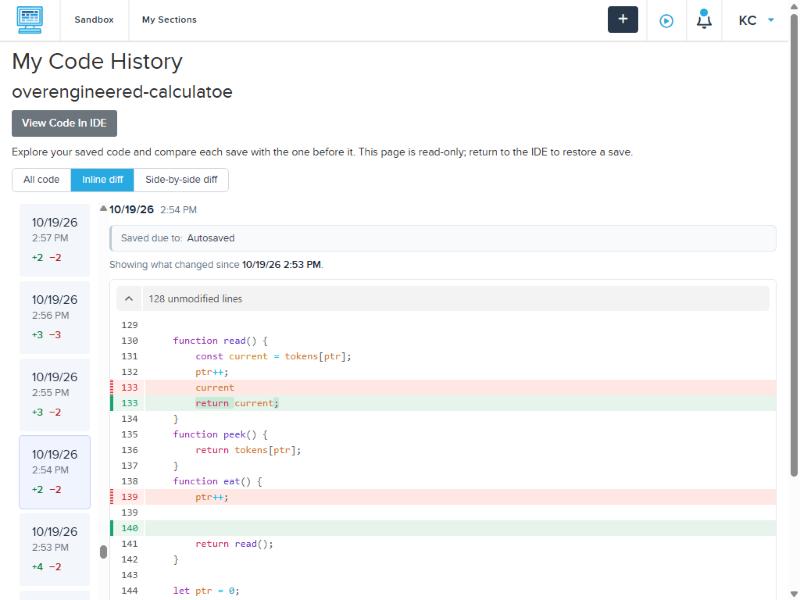 Sandbox
My Sections
+
KC
My Code History
overengineered-calculatoe
View Code In IDE
Explore your saved code and compare each save with the one before it. This page is read-only; return to the IDE to restore a save.
All code
Inline diff
Side-by-side diff
10/19/26
2:57 PM
+2 −2
10/19/26
2:56 PM
+3 −3
10/19/26
2:55 PM
+3 −2
10/19/26
2:54 PM
+2 −2
10/19/26
2:53 PM
+4 −2
10/19/26 2:54 PM
Saved due to: Autosaved
Showing what changed since 10/19/26 2:53 PM.
128 unmodified lines
129
130 function read() {
131 const current = tokens[ptr];
132 ptr++;
133 current
133 return current;
134 }
135 function peek() {
136 return tokens[ptr];
137 }
138 function eat() {
139 ptr++;
139
140
141 return read();
142 }
143
144 let ptr = 0;